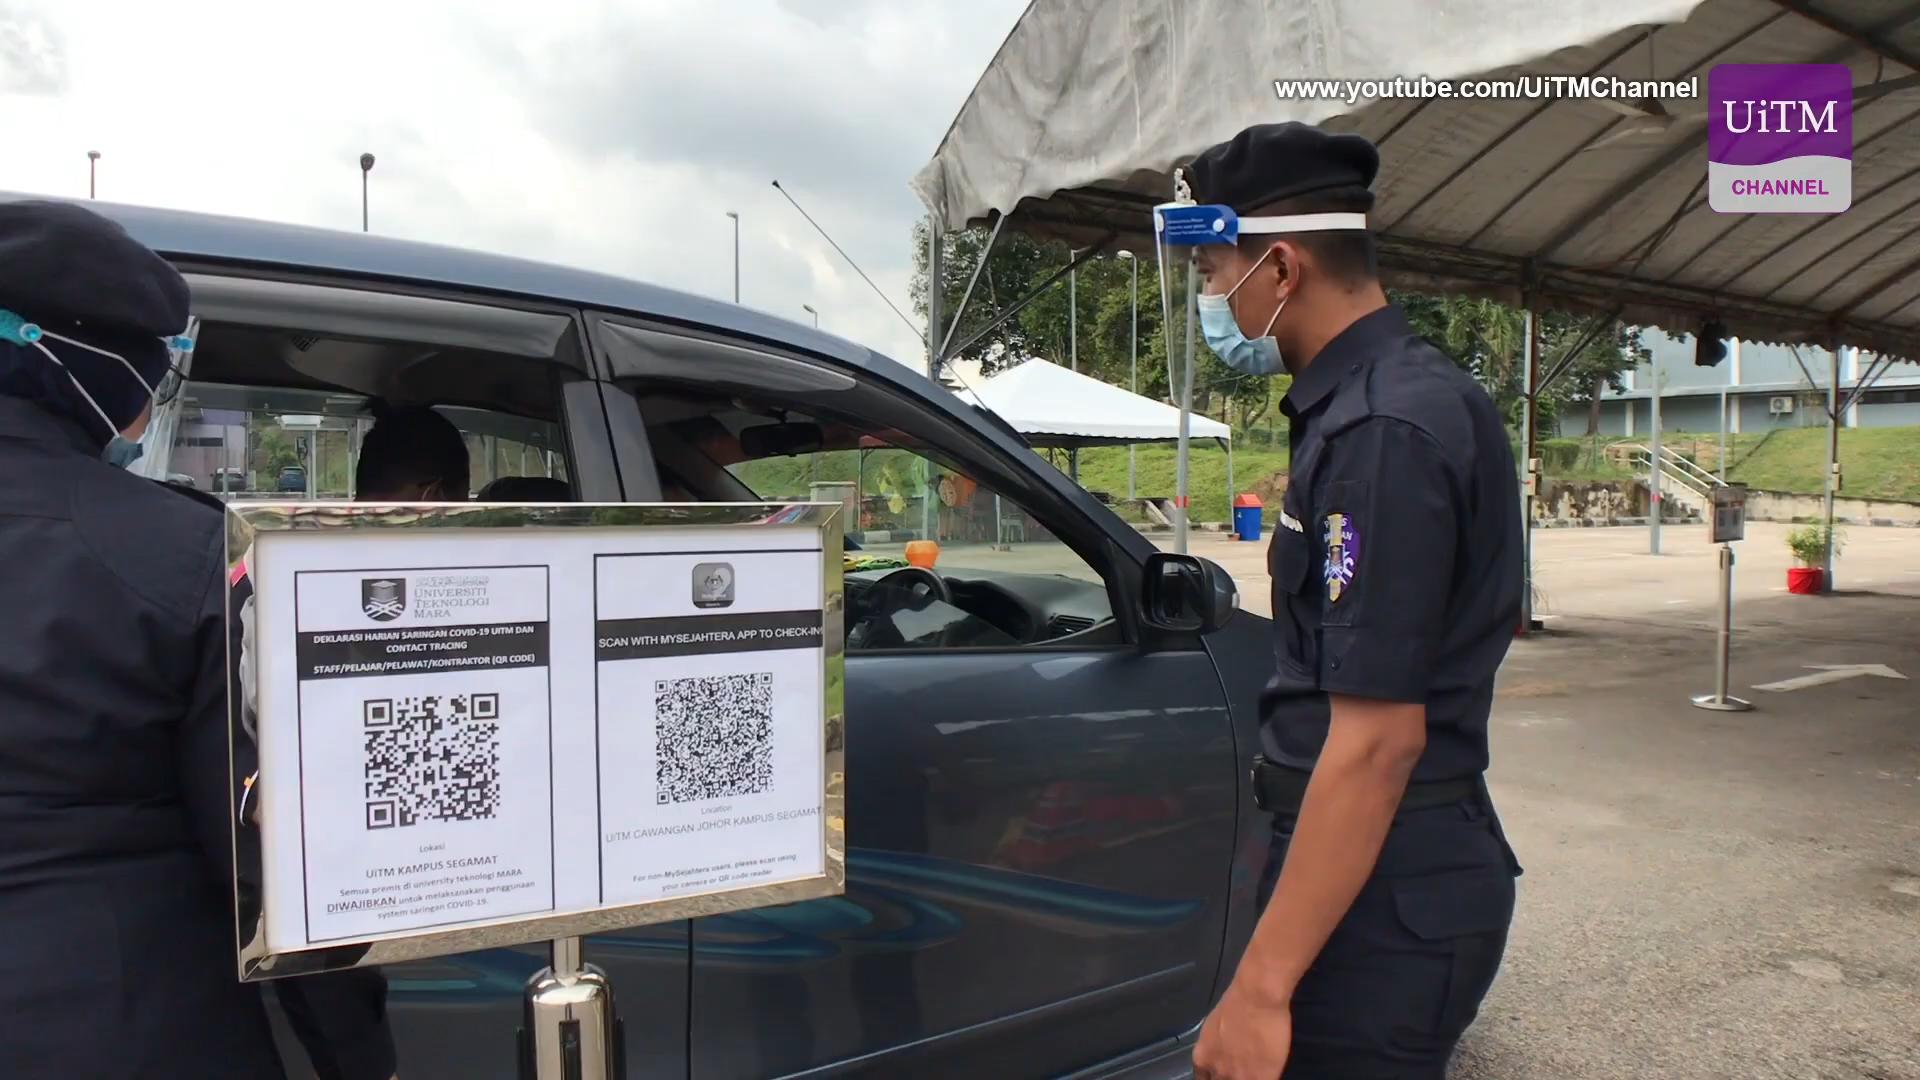 www.youtube.com/UiTMChannel
UiTM
CHANNEL
UNIVERSITI
TEKNOLOGI
MARA
DEKLARASI HARIAN SARINGAN COVID-19 UITM DAN
CONTACT TRACING
STAFF/PELAJAR/PELAWAT/KONTRAKTOR (QR CODE)
Lokasi
UiTM KAMPUS SEGAMAT
Semua premis di university teknologi MARA
DIWAJIBKAN untuk melaksanakan penggunaan
system saringan COVID-19.
SCAN WITH MYSEJAHTERA APP TO CHECK-IN!
Location
UiTM CAWANGAN JOHOR KAMPUS SEGAMAT
For non-MySejahtera users, please scan using
your camera or QR code reader